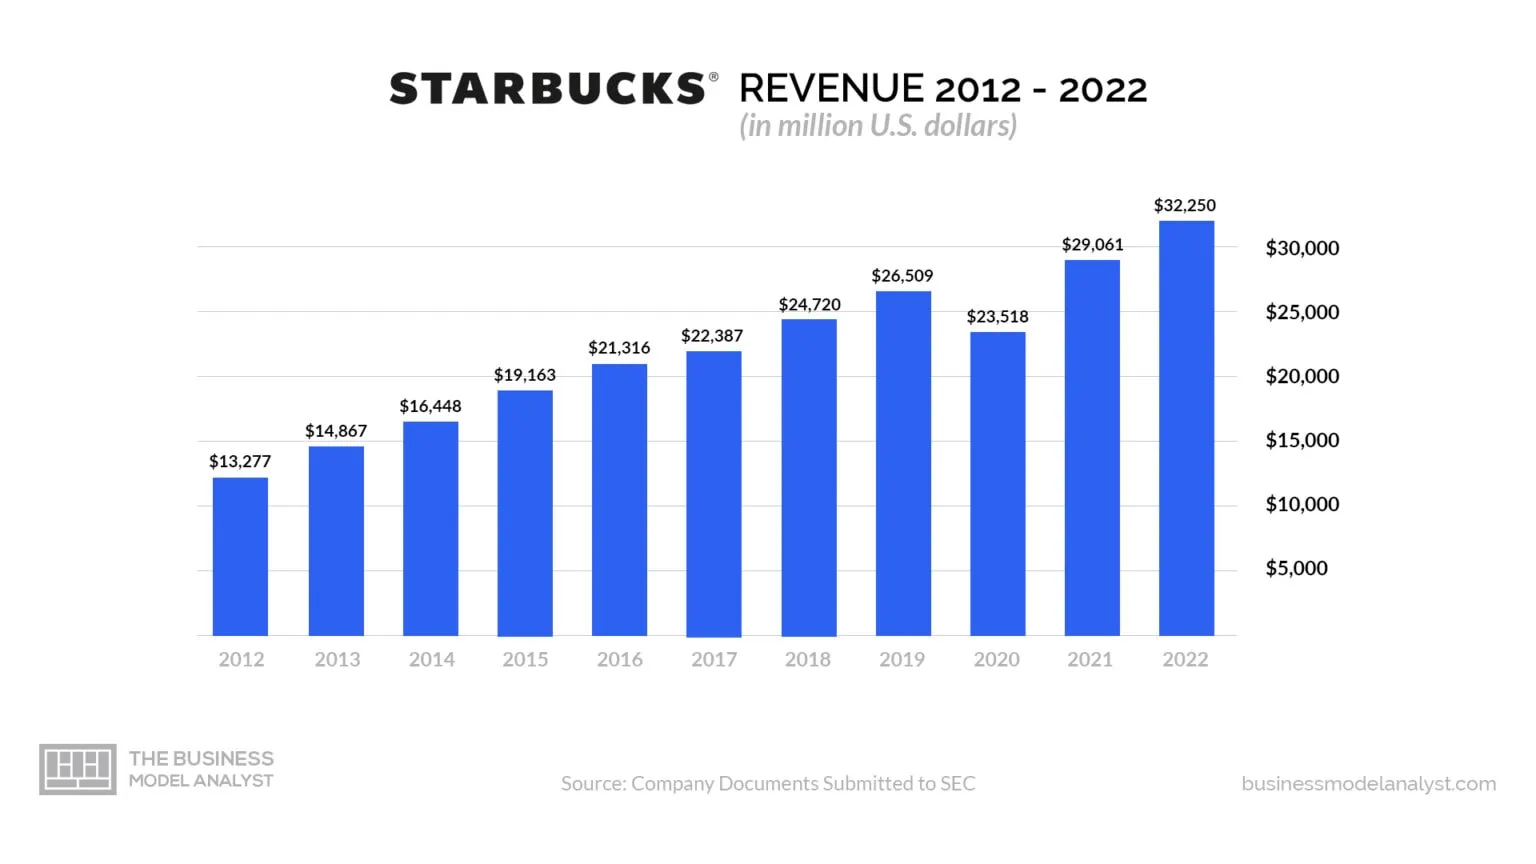 STARBUCKS® REVENUE 2012 - 2022
(in million U.S. dollars)
$13,277
$14,867
$16,448
$19,163
$21,316
$22,387
$24,720
$26,509
$23,518
$29,061
$32,250
$30,000
$25,000
$20,000
$15,000
$10,000
$5,000
2012 2013 2014 2015 2016 2017 2018 2019 2020 2021 2022
THE BUSINESS
MODEL ANALYST
Source: Company Documents Submitted to SEC
businessmodelanalyst.com